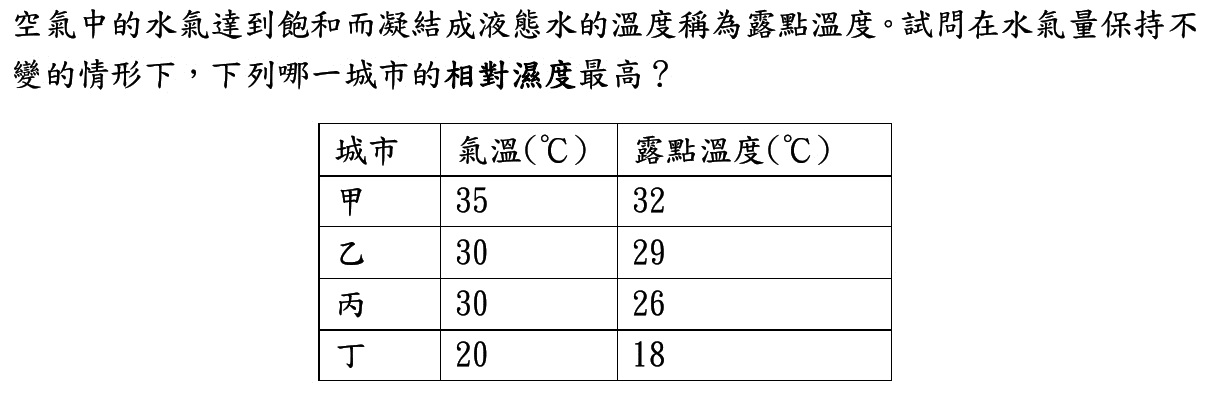 空氣中的水氣達到飽和而凝結成液態水的溫度稱為露點溫度。試問在水氣量保持不
變的情形下，下列哪一城市的相對濕度最高？
城市 氣溫(℃) 露點溫度(℃)
甲 35 32
乙 30 29
丙 30 26
丁 20 18